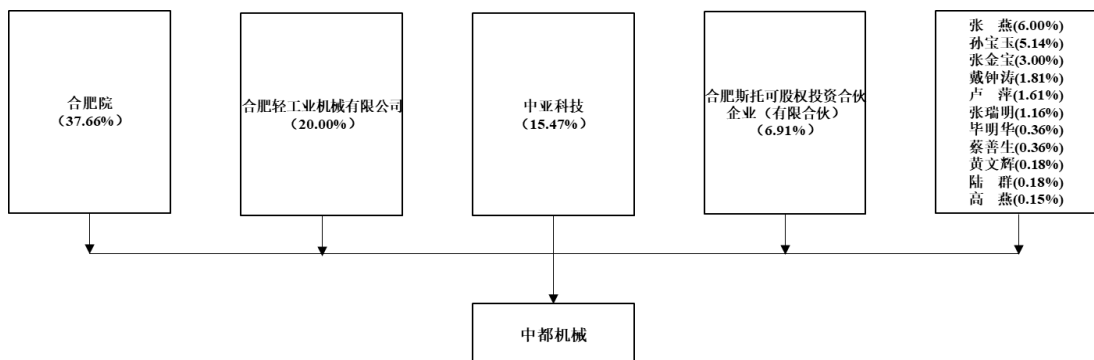 合肥院
(37.66%)
合肥轻工业机械有限公司
(20.00%)
中亚科技
(15.47%)
合肥斯托可股权投资合伙
企业（有限合伙）
(6.91%)
张　燕(6.00%)
孙宝玉(5.14%)
张金宝(3.00%)
戴钟涛(1.81%)
卢　萍(1.61%)
张瑞明(1.16%)
毕明华(0.36%)
蔡善生(0.36%)
黄文辉(0.18%)
陆　群(0.18%)
高　燕(0.15%)
中都机械